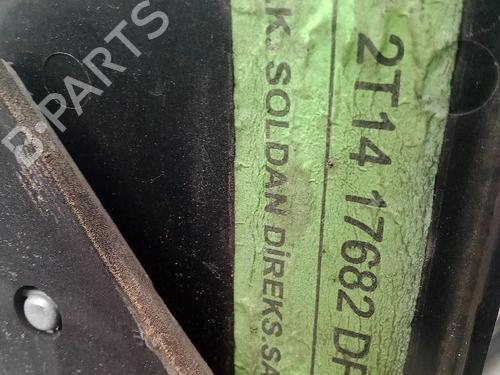 B-PARTS
2T14 17682 DF
K. SOLDAN DİREKS.SA